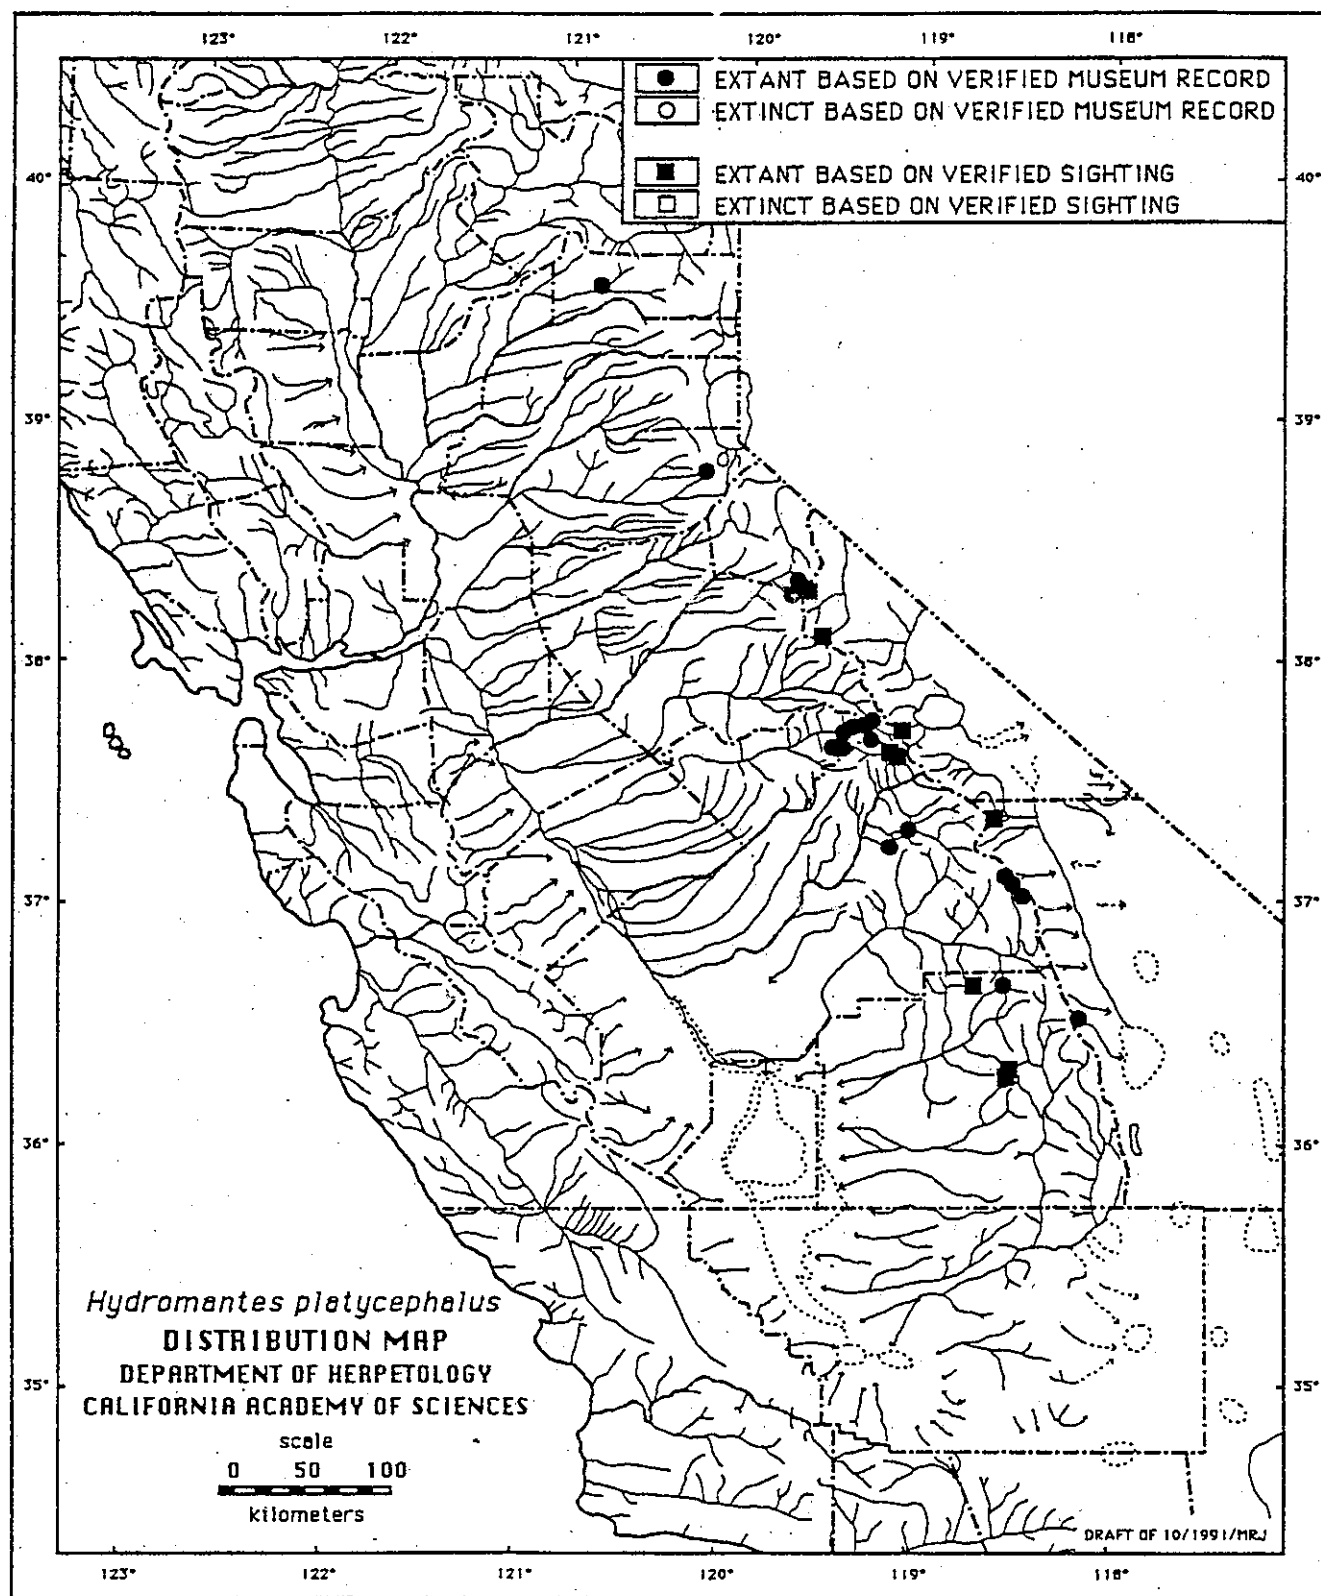 123° 122° 121° 120° 119° 118°
EXTANT BASED ON VERIFIED MUSEUM RECORD
EXTINCT BASED ON VERIFIED MUSEUM RECORD
EXTANT BASED ON VERIFIED SIGHTING
EXTINCT BASED ON VERIFIED SIGHTING
40° 40°
39° 39°
38° 38°
37° 37°
36° 36°
35° 35°
Hydromantes platycephalus
DISTRIBUTION MAP
DEPARTMENT OF HERPETOLOGY
CALIFORNIA ACADEMY OF SCIENCES
scale
0 50 100
kilometers
DRAFT OF 10/1991/MRJ
123° 122° 121° 120° 119° 118°